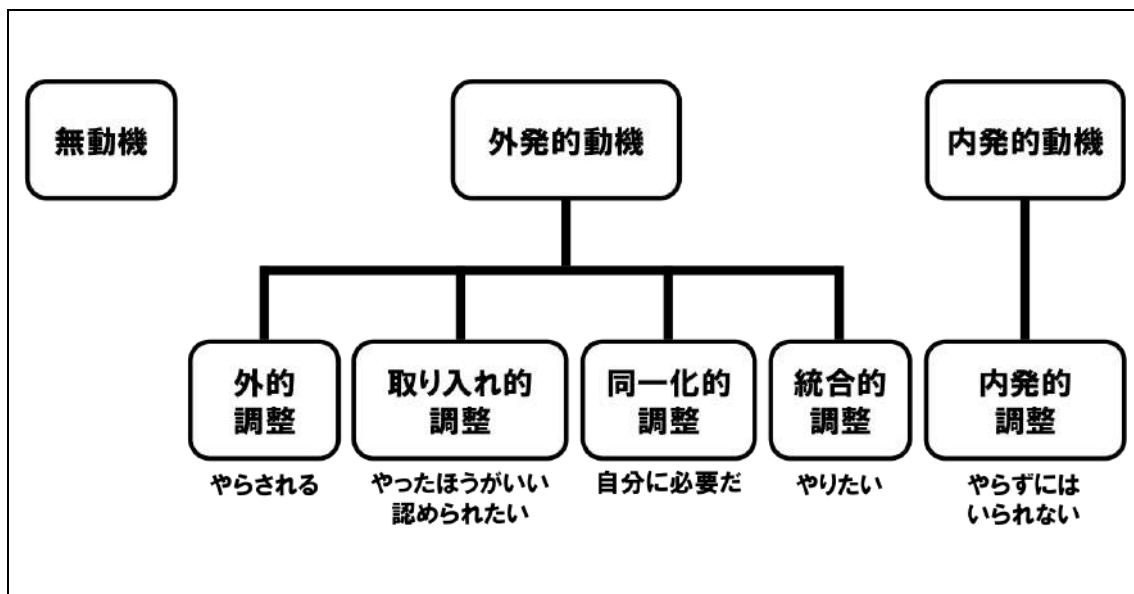 無動機
外発的動機
内発的動機
外的
調整
取り入れ的
調整
同一化的
調整
統合的
調整
内発的
調整
やらされる
やったほうがいい
認められたい
自分に必要だ
やりたい
やらずには
いられない